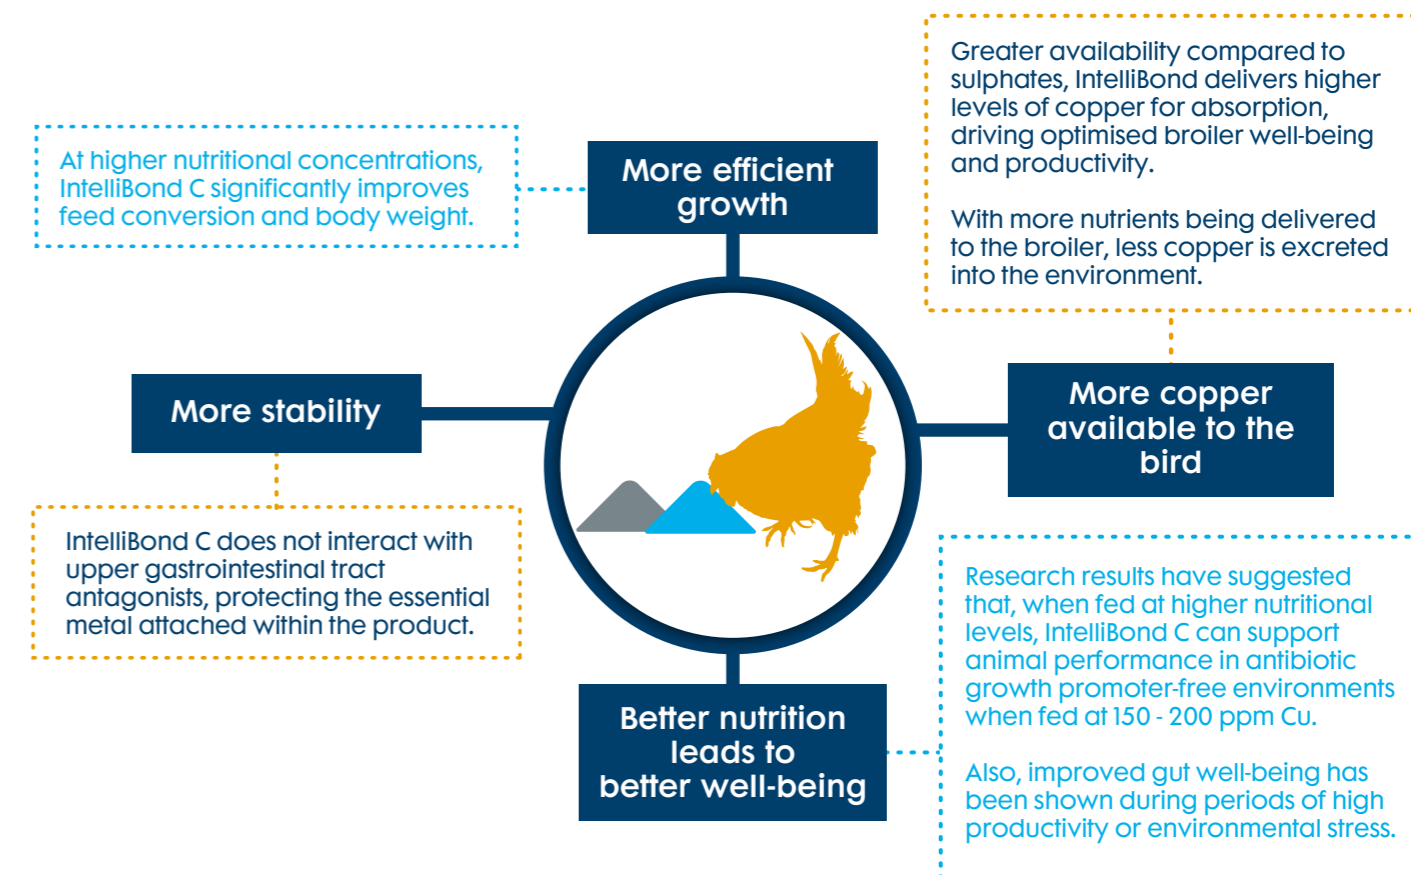 At higher nutritional concentrations,
IntelliBond C significantly improves
feed conversion and body weight.
More efficient
growth
Greater availability compared to
sulphates, IntelliBond delivers higher
levels of copper for absorption,
driving optimised broiler well-being
and productivity.
With more nutrients being delivered
to the broiler, less copper is excreted
into the environment.
More stability
More copper
available to the
bird
IntelliBond C does not interact with
upper gastrointestinal tract
antagonists, protecting the essential
metal attached within the product.
Better nutrition
leads to
better well-being
Research results have suggested
that, when fed at higher nutritional
levels, IntelliBond C can support
animal performance in antibiotic
growth promoter-free environments
when fed at 150 - 200 ppm Cu.
Also, improved gut well-being has
been shown during periods of high
productivity or environmental stress.